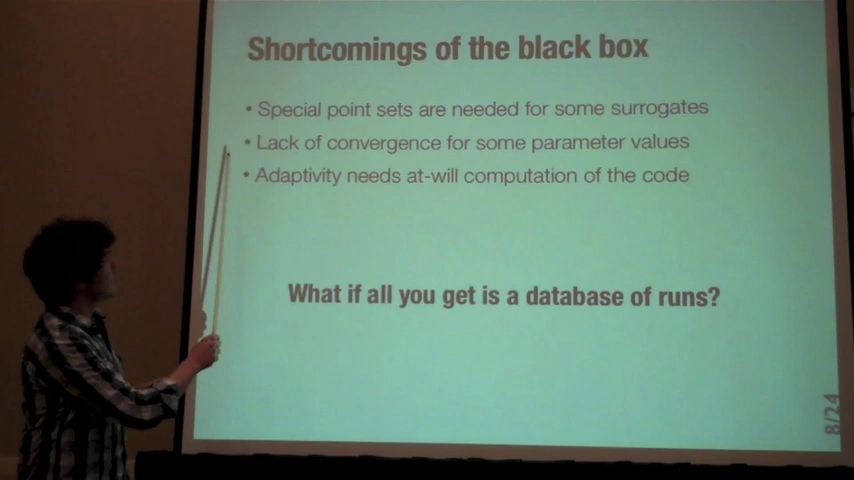 Shortcomings of the black box
• Special point sets are needed for some surrogates
• Lack of convergence for some parameter values
• Adaptivity needs at-will computation of the code
What if all you get is a database of runs?
8/24